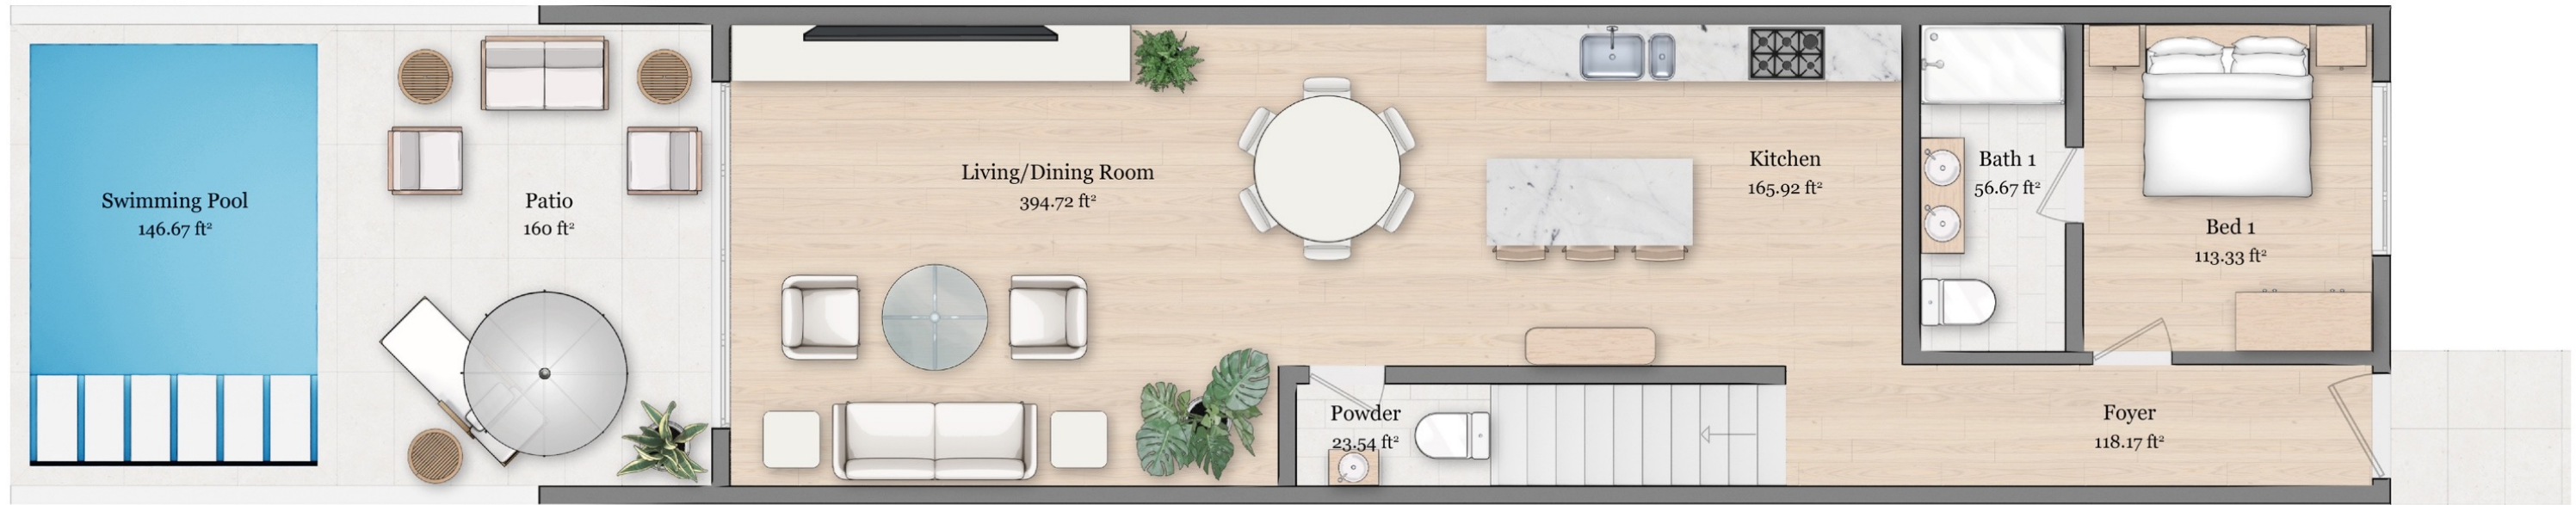 Swimming Pool
146.67 ft²
Patio
160 ft²
Living/Dining Room
394.72 ft²
Kitchen
165.92 ft²
Bath 1
56.67 ft²
Bed 1
113.33 ft²
Powder
23.54 ft²
Foyer
118.17 ft²